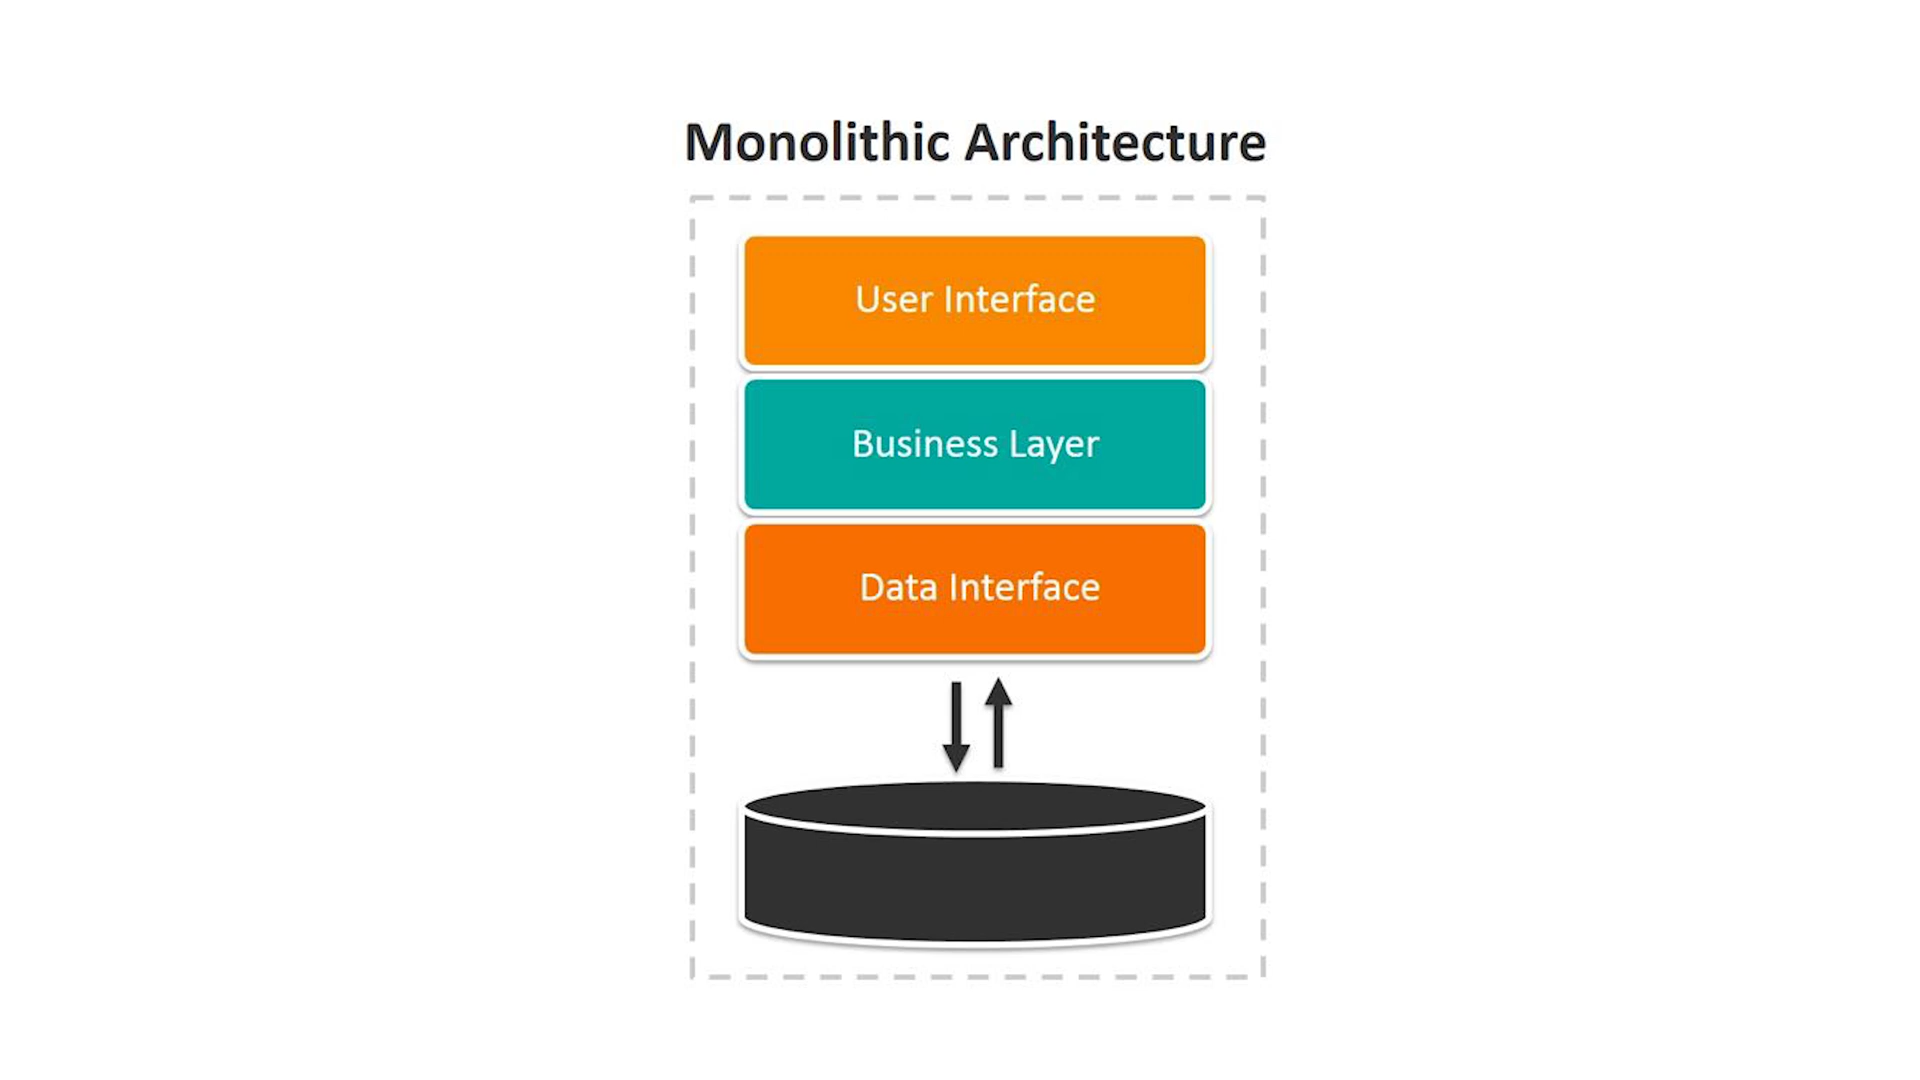 Monolithic Architecture
User Interface
Business Layer
Data Interface